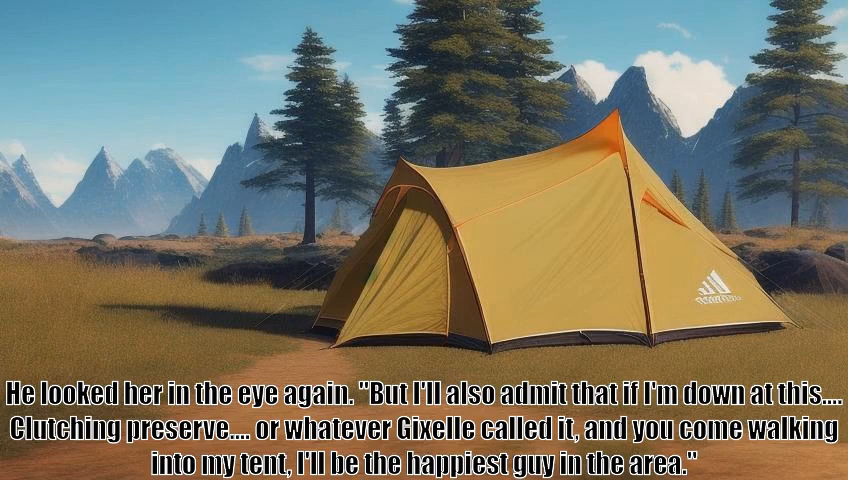 He looked her in the eye again. "But I'll also admit that if I'm down at this....
Clutching preserve.... or whatever Gixelle called it, and you come walking
into my tent, I'll be the happiest guy in the area."